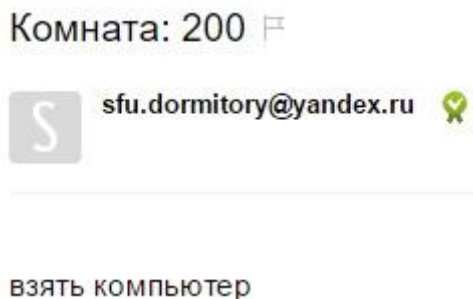 Комната: 200
S
sfu.dormitory@yandex.ru
взять компьютер